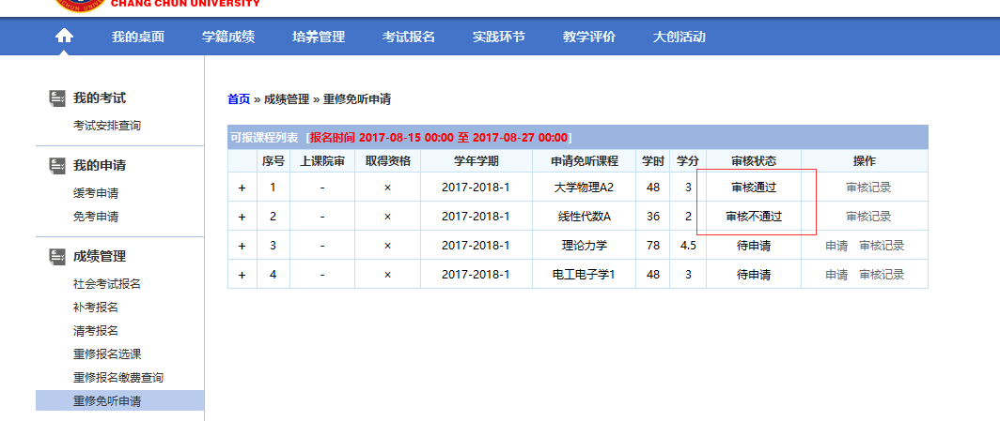 CHANG CHUN UNIVERSITY
我的桌面 学籍成绩 培养管理 考试报名 实践环节 教学评价 大创活动
我的考试
考试安排查询
我的申请
缓考申请
免考申请
成绩管理
社会考试报名
补考报名
清考报名
重修报名选课
重修报名缴费查询
重修免听申请
首页 » 成绩管理 » 重修免听申请
可报课程列表 [报名时间 2017-08-15 00:00 至 2017-08-27 00:00]
序号 上课院审 取得资格 学年学期 申请免听课程 学时 学分 审核状态 操作
+ 1 - × 2017-2018-1 大学物理A2 48 3 审核通过 审核记录
+ 2 - × 2017-2018-1 线性代数A 36 2 审核不通过 审核记录
+ 3 - × 2017-2018-1 理论力学 78 4.5 待申请 申请 审核记录
+ 4 - × 2017-2018-1 电工电子学1 48 3 待申请 申请 审核记录